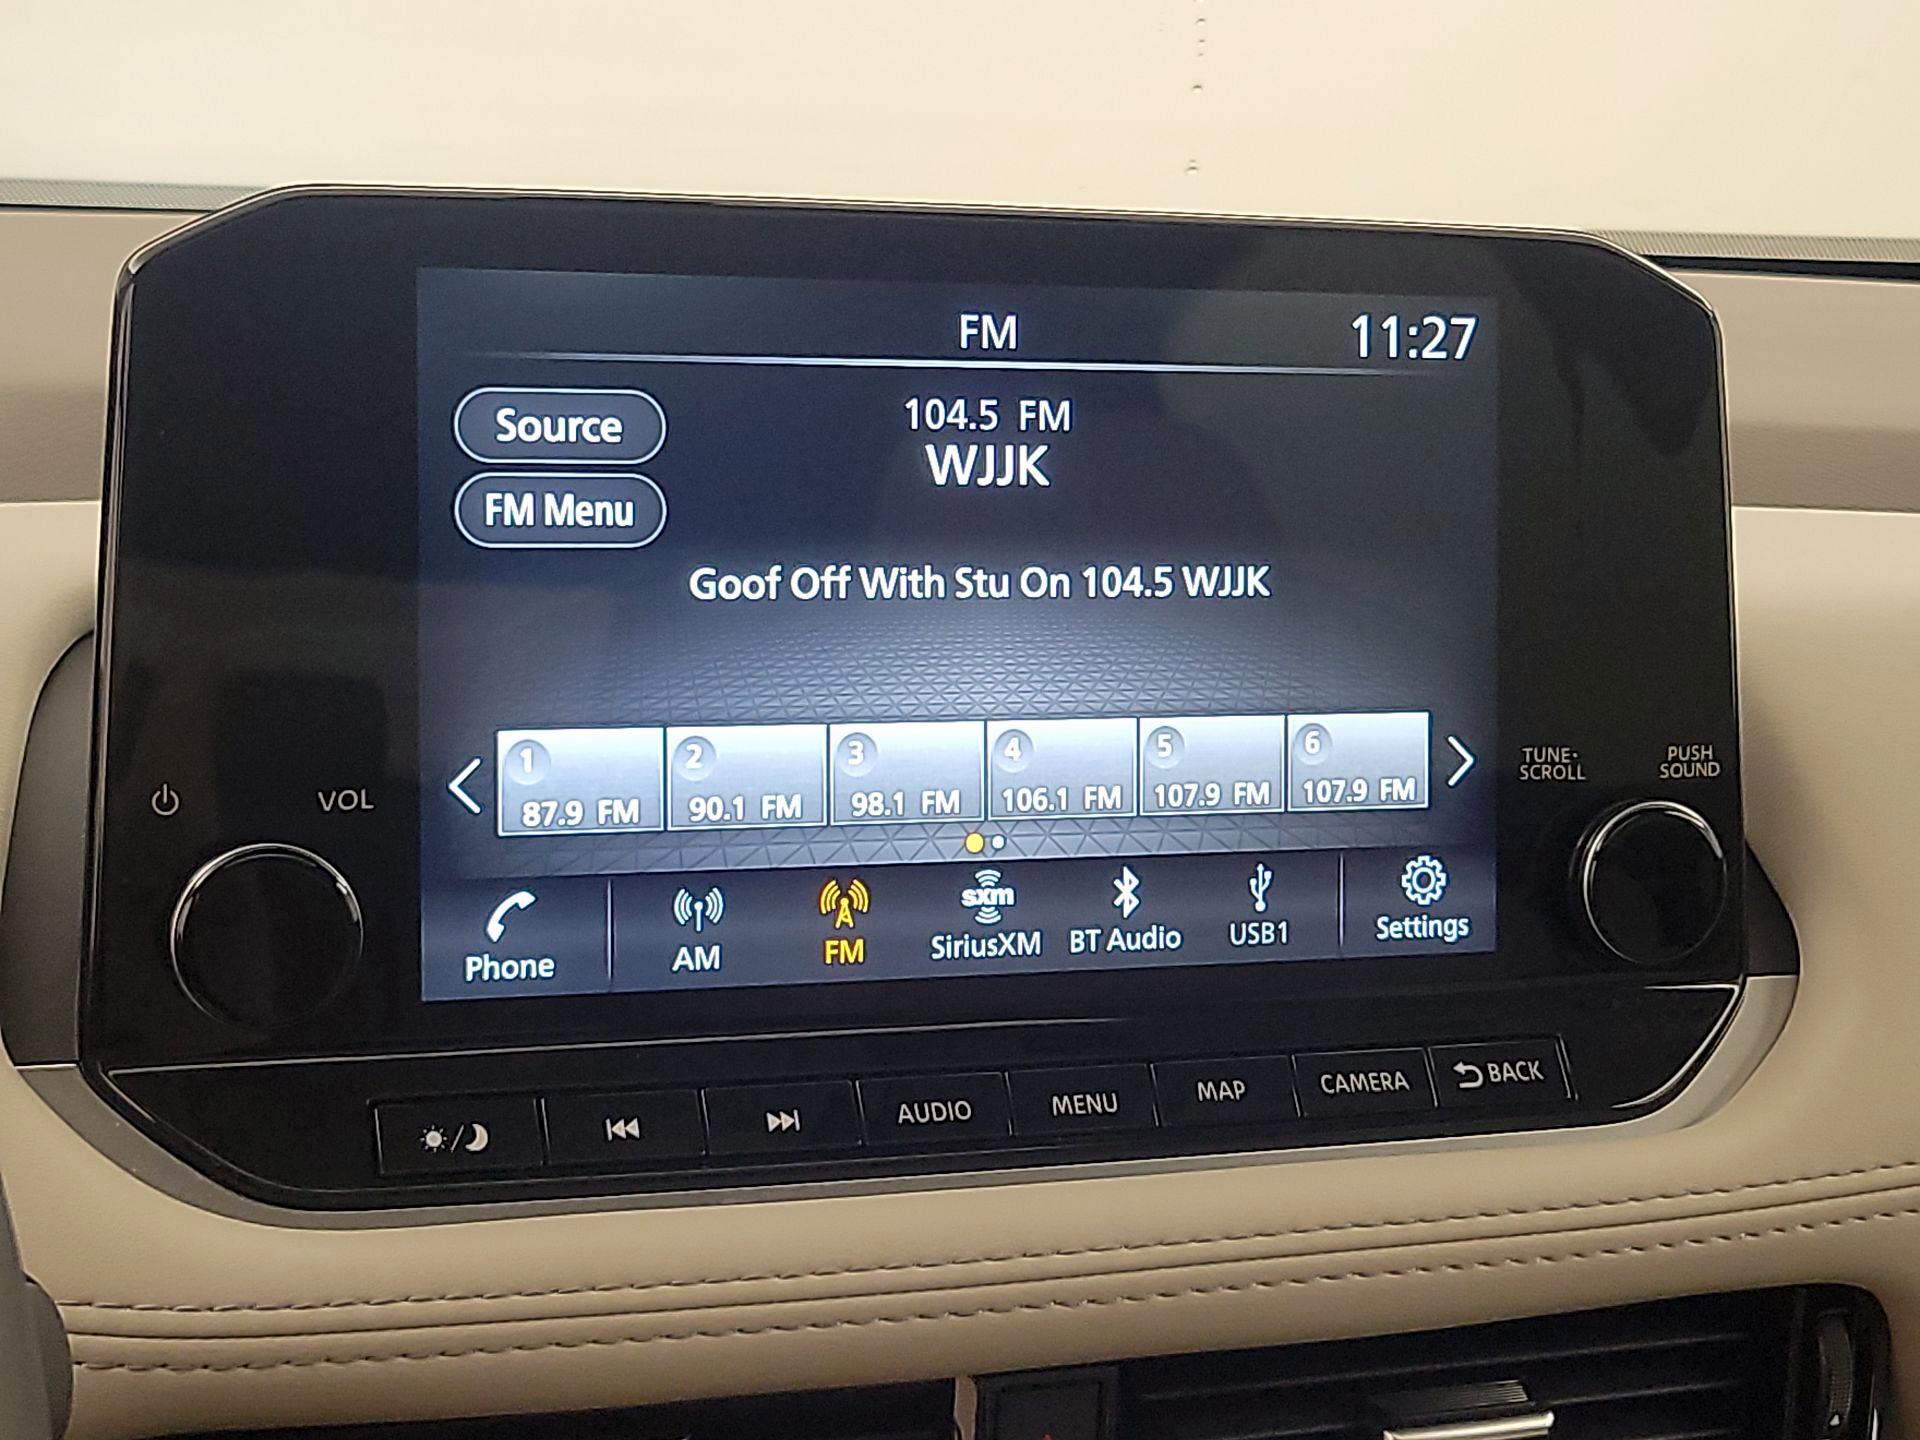 FM
11:27
Source
104.5 FM
WJJK
FM Menu
Goof Off With Stu On 104.5 WJJK
1
2
3
4
5
6
87.9 FM
90.1 FM
98.1 FM
106.1 FM
107.9 FM
107.9 FM
VOL
TUNE·
SCROLL
PUSH
SOUND
Phone
AM
FM
sxm
SiriusXM
BT Audio
USB1
Settings
AUDIO
MENU
MAP
CAMERA
BACK